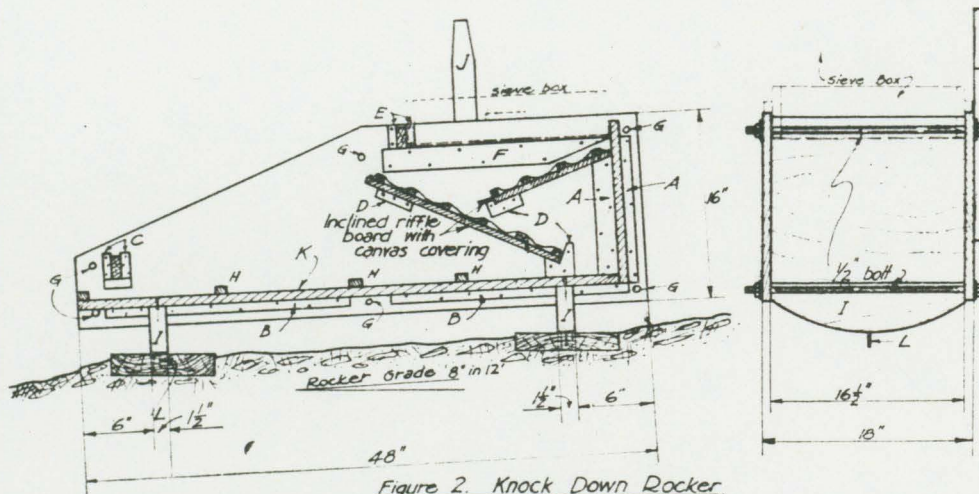 J
sieve box
sieve box
E
G
G
F
A
A
16"
D
D
Inclined riffle
board with
canvas covering
C
G
H
K
H
H
G
B
G
B
G
I
I
1/2" bolt
I
L
Rocker Grade 8" in 12'
6"
1 1/2"
1 1/2"
6"
16 1/2"
18"
48"
Figure 2. Knock Down Rocker